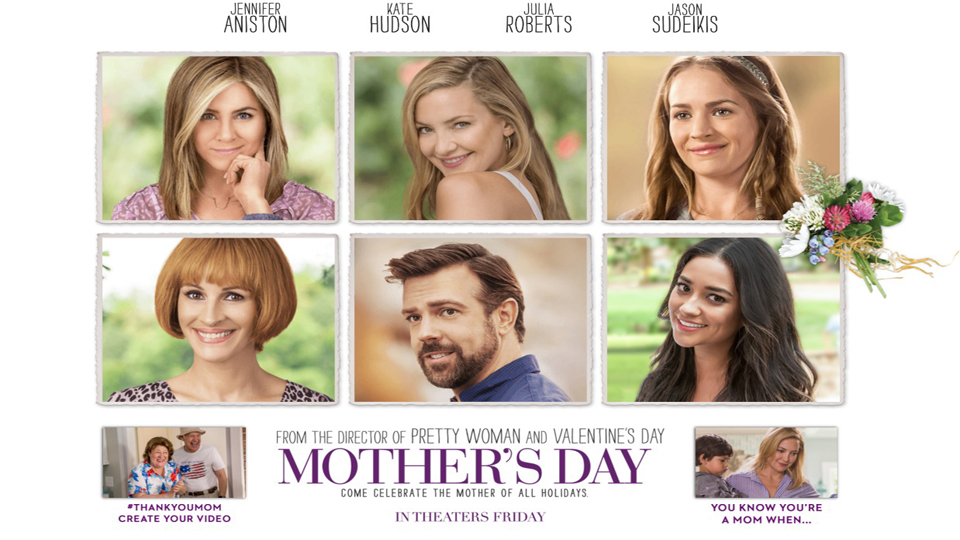 JENNIFER
ANISTON
KATE
HUDSON
JULIA
ROBERTS
JASON
SUDEIKIS
FROM THE DIRECTOR OF PRETTY WOMAN AND VALENTINE'S DAY
MOTHER'S DAY
COME CELEBRATE THE MOTHER OF ALL HOLIDAYS.
IN THEATERS FRIDAY
#THANKYOUMOM
CREATE YOUR VIDEO
YOU KNOW YOU'RE
A MOM WHEN...